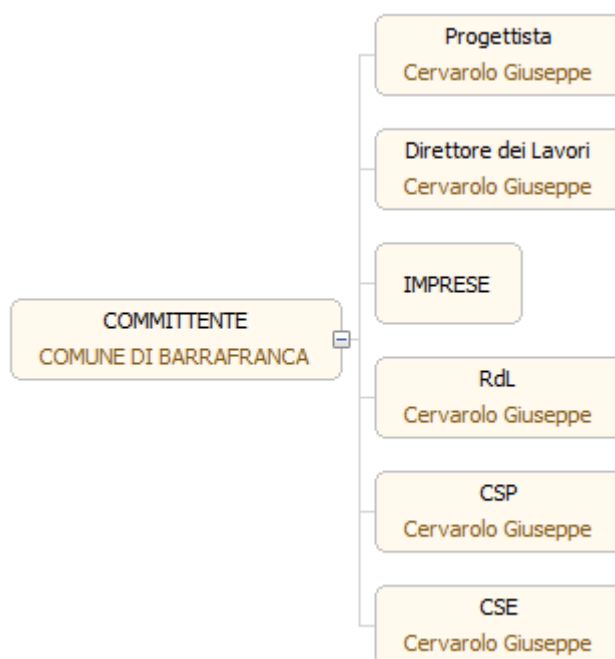 Progettista
Cervarolo Giuseppe
Direttore dei Lavori
Cervarolo Giuseppe
IMPRESE
COMMITTENTE
COMUNE DI BARRAFRANCA
RdL
Cervarolo Giuseppe
CSP
Cervarolo Giuseppe
CSE
Cervarolo Giuseppe